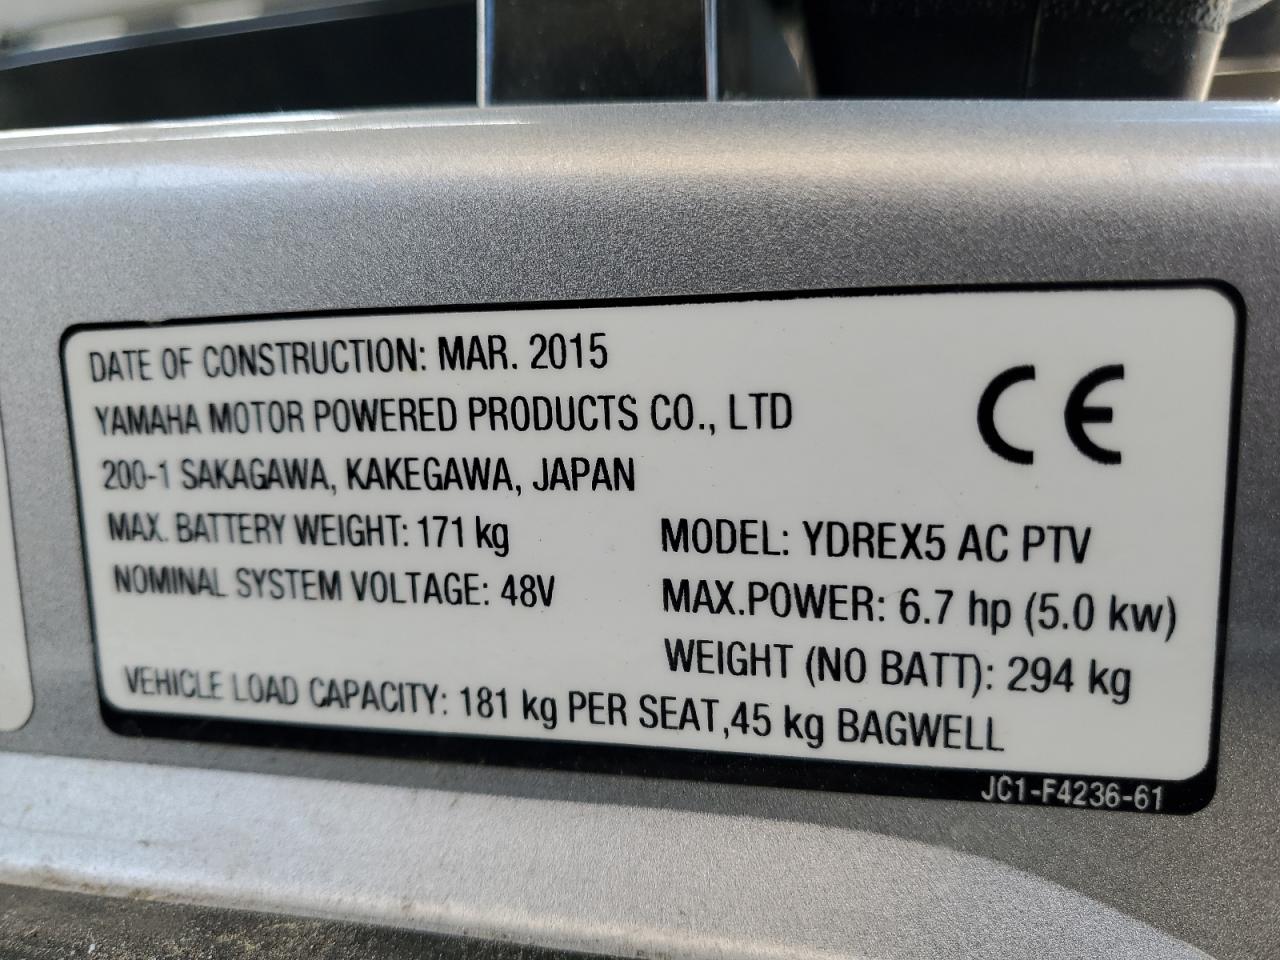 DATE OF CONSTRUCTION: MAR. 2015
YAMAHA MOTOR POWERED PRODUCTS CO., LTD
200-1 SAKAGAWA, KAKEGAWA, JAPAN
CE
MAX. BATTERY WEIGHT: 171 kg
NOMINAL SYSTEM VOLTAGE: 48V
MODEL: YDREX5 AC PTV
MAX.POWER: 6.7 hp (5.0 kw)
WEIGHT (NO BATT): 294 kg
VEHICLE LOAD CAPACITY: 181 kg PER SEAT,45 kg BAGWELL
JC1-F4236-61